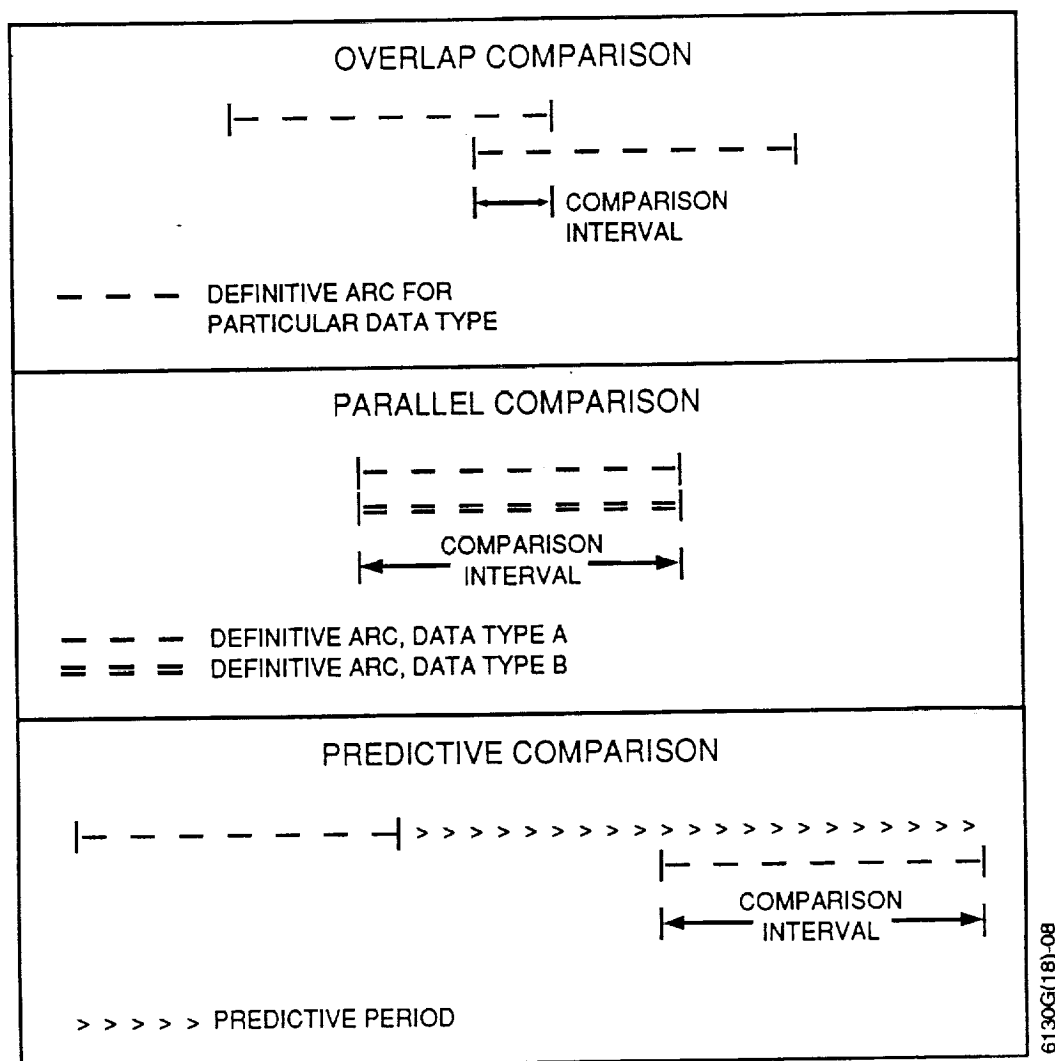 OVERLAP COMPARISON
COMPARISON
INTERVAL
DEFINITIVE ARC FOR
PARTICULAR DATA TYPE
PARALLEL COMPARISON
COMPARISON
INTERVAL
DEFINITIVE ARC, DATA TYPE A
DEFINITIVE ARC, DATA TYPE B
PREDICTIVE COMPARISON
COMPARISON
INTERVAL
> > > > > PREDICTIVE PERIOD
6130G(18)-08